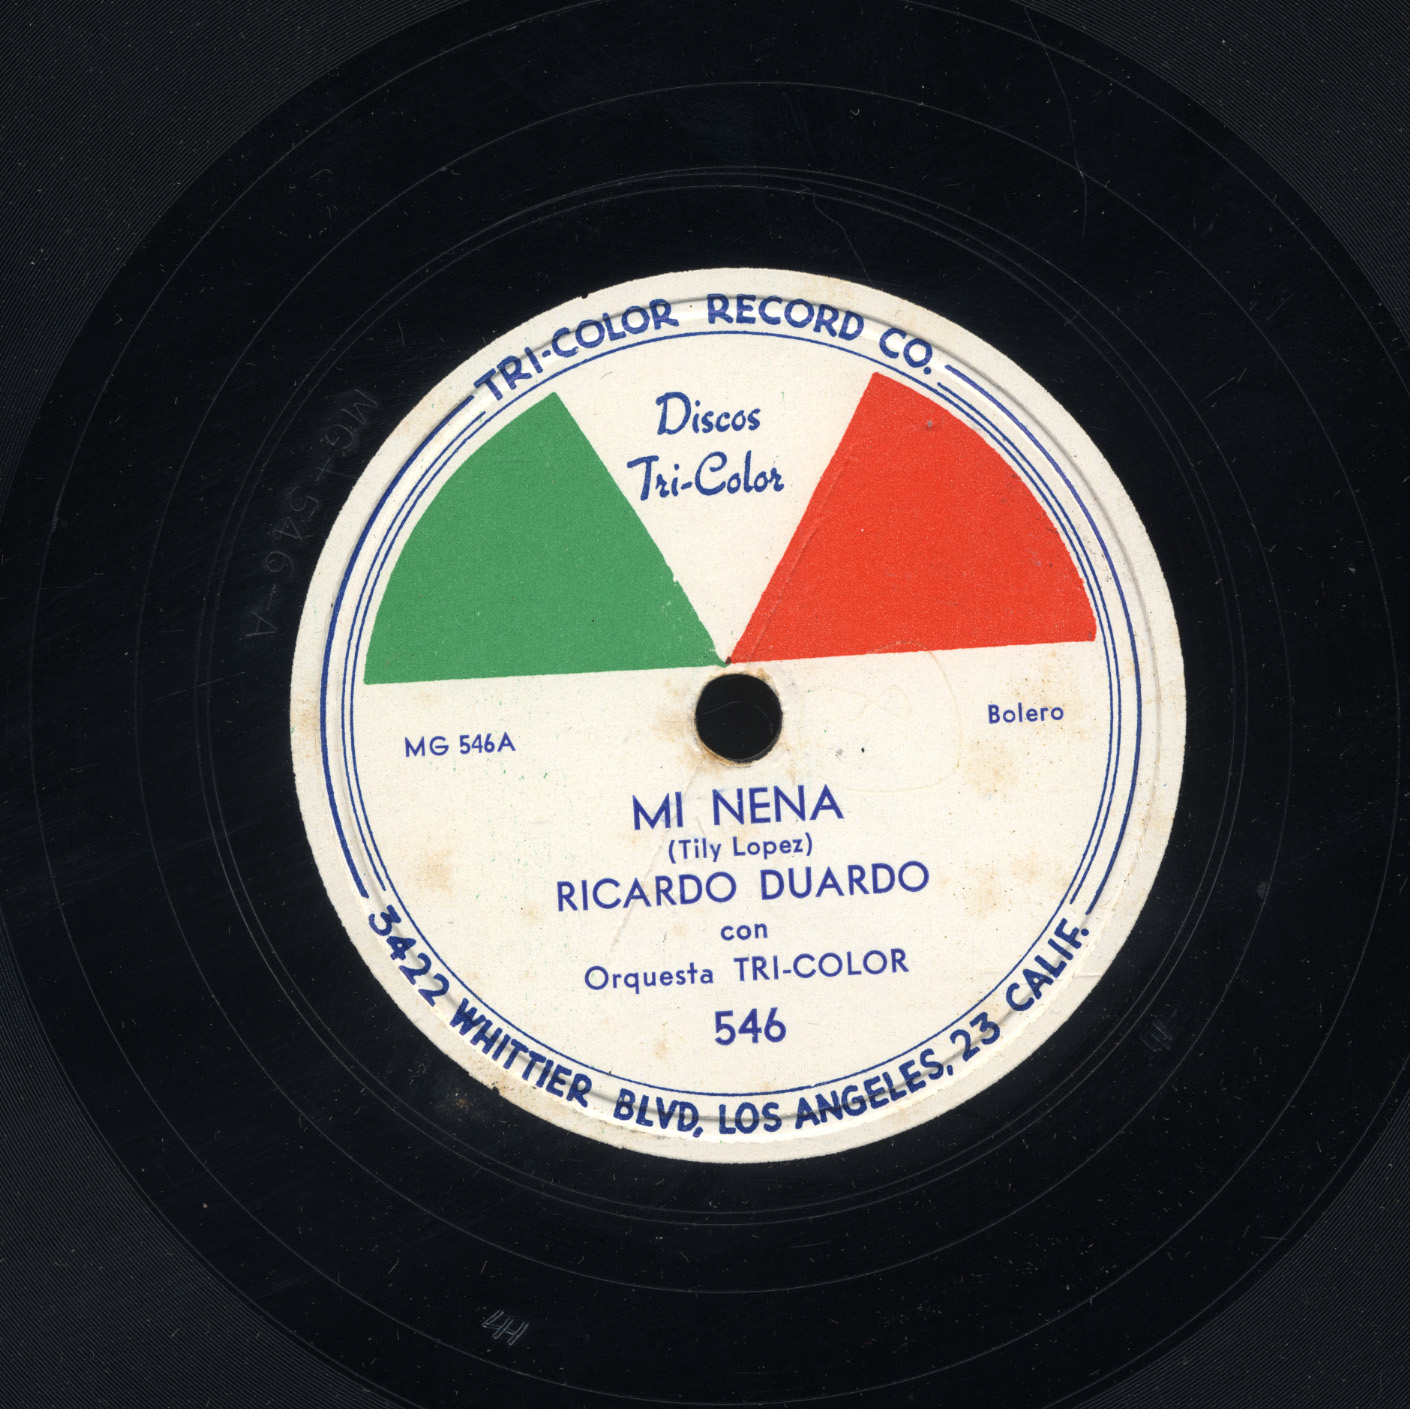 TRI-COLOR RECORD CO.
Discos
Tri-Color
MG 546A
Bolero
MI NENA
(Tily Lopez)
RICARDO DUARDO
con
Orquesta TRI-COLOR
546
3422 WHITTIER BLVD, LOS ANGELES, 23 CALIF.
MG-546-A